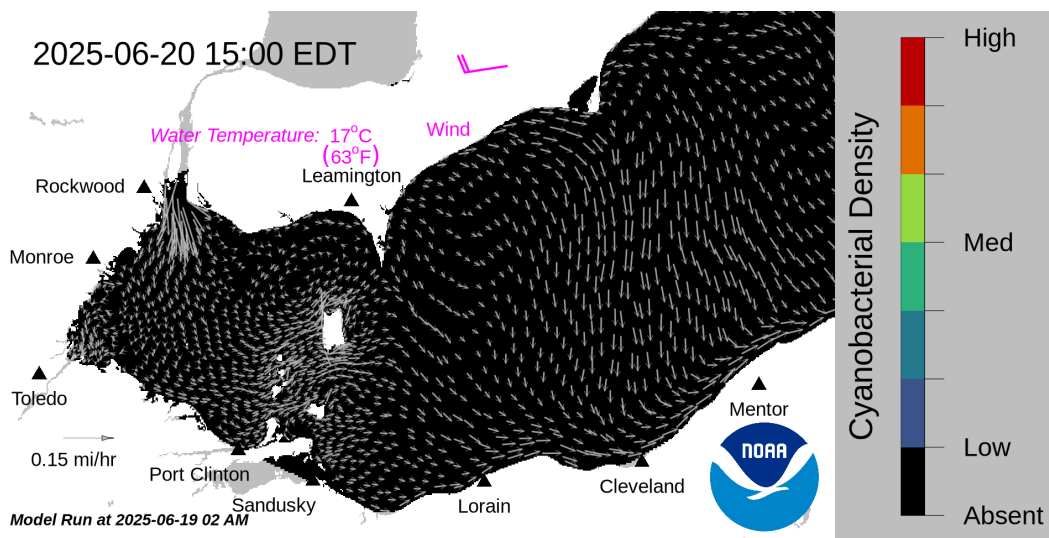 2025-06-20 15:00 EDT
Water Temperature: 17°C
(63°F)
Wind
Leamington
Rockwood
Monroe
Toledo
0.15 mi/hr
Port Clinton
Sandusky
Lorain
Cleveland
Mentor
NOAA
Model Run at 2025-06-19 02 AM
Cyanobacterial Density
High
Med
Low
Absent